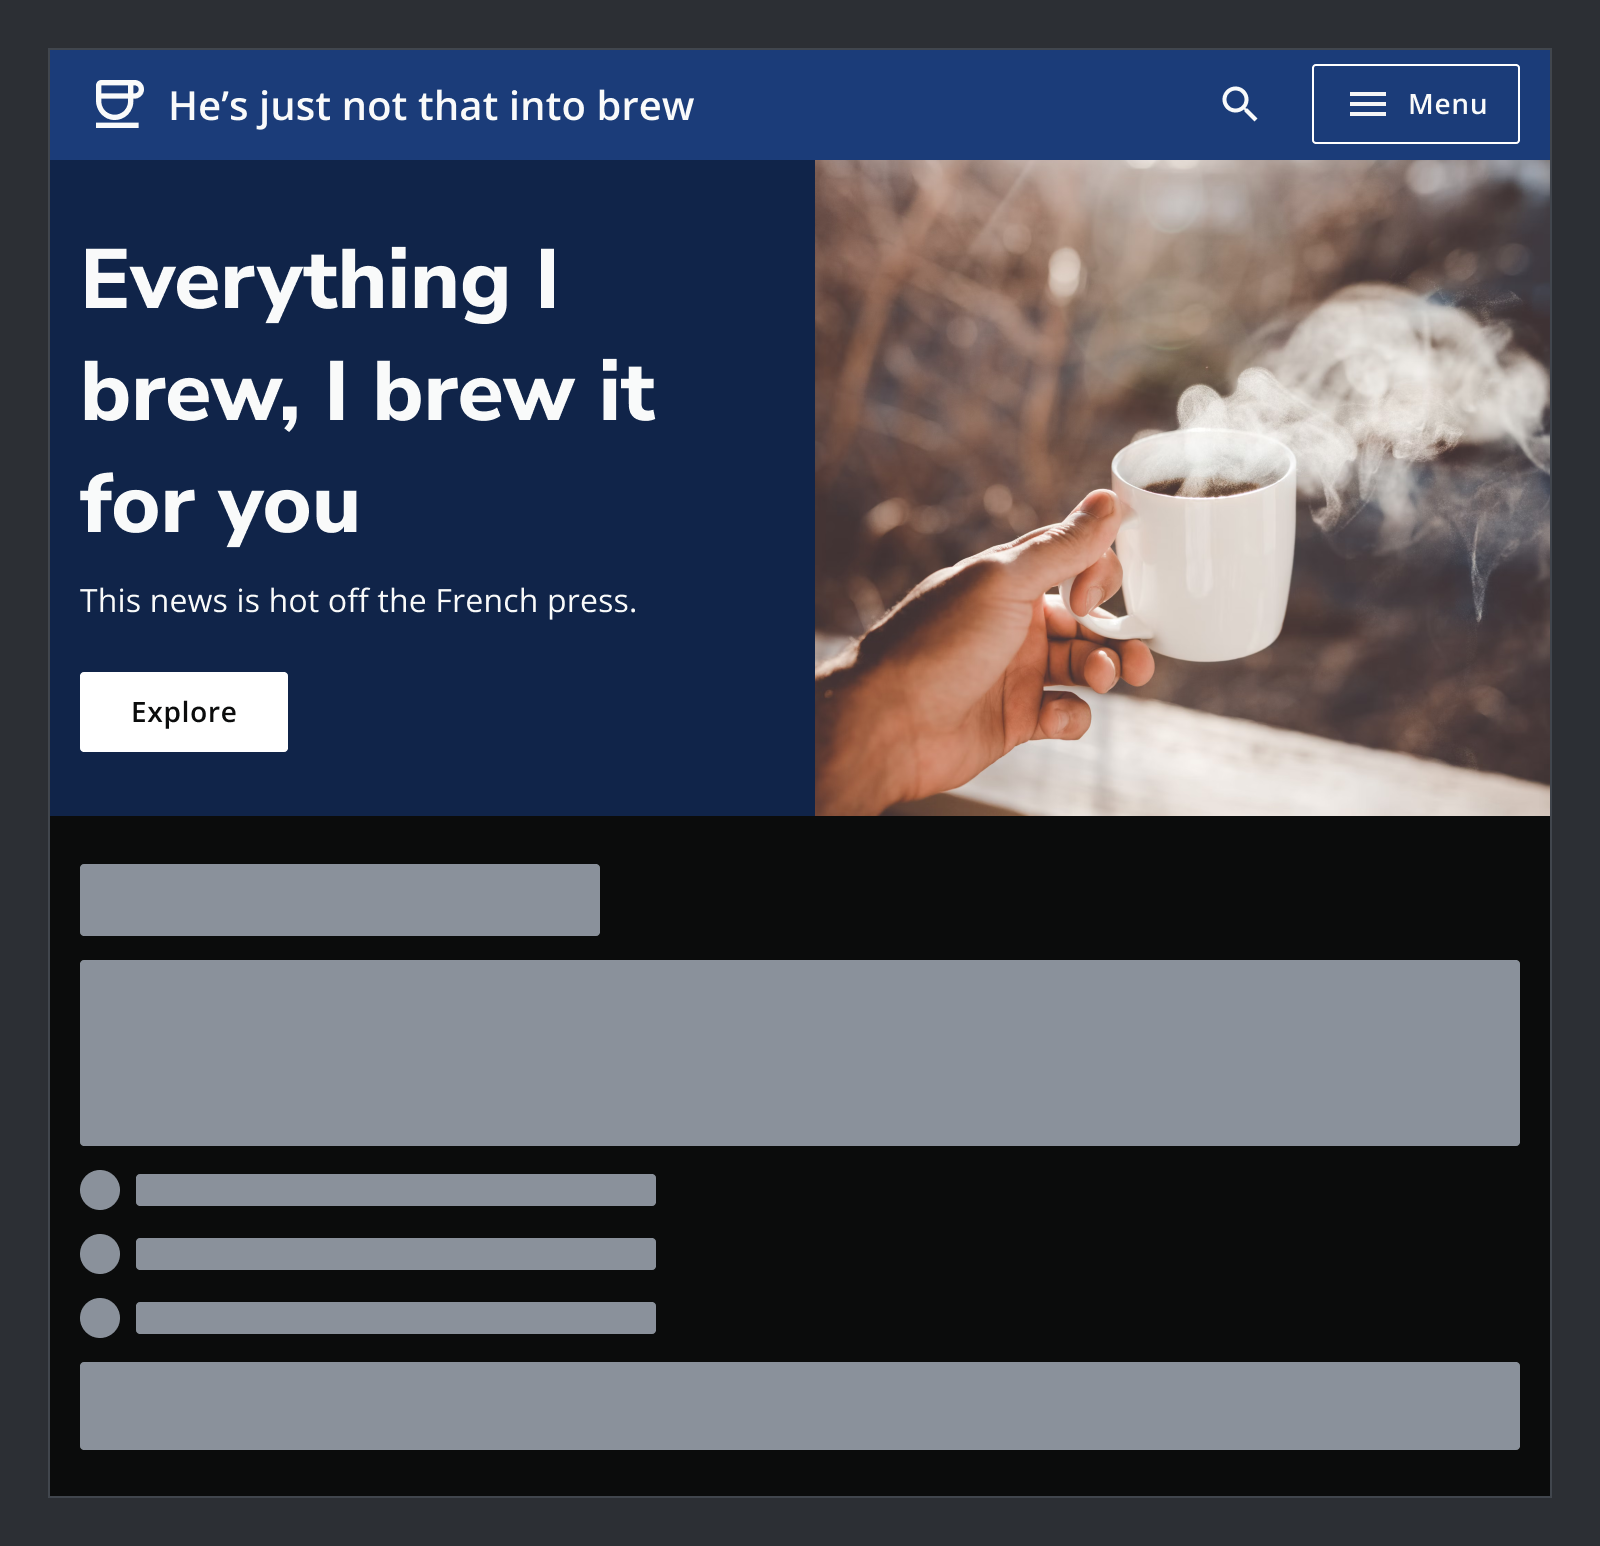 He’s just not that into brew
Menu
Everything I
brew, I brew it
for you
This news is hot off the French press.
Explore